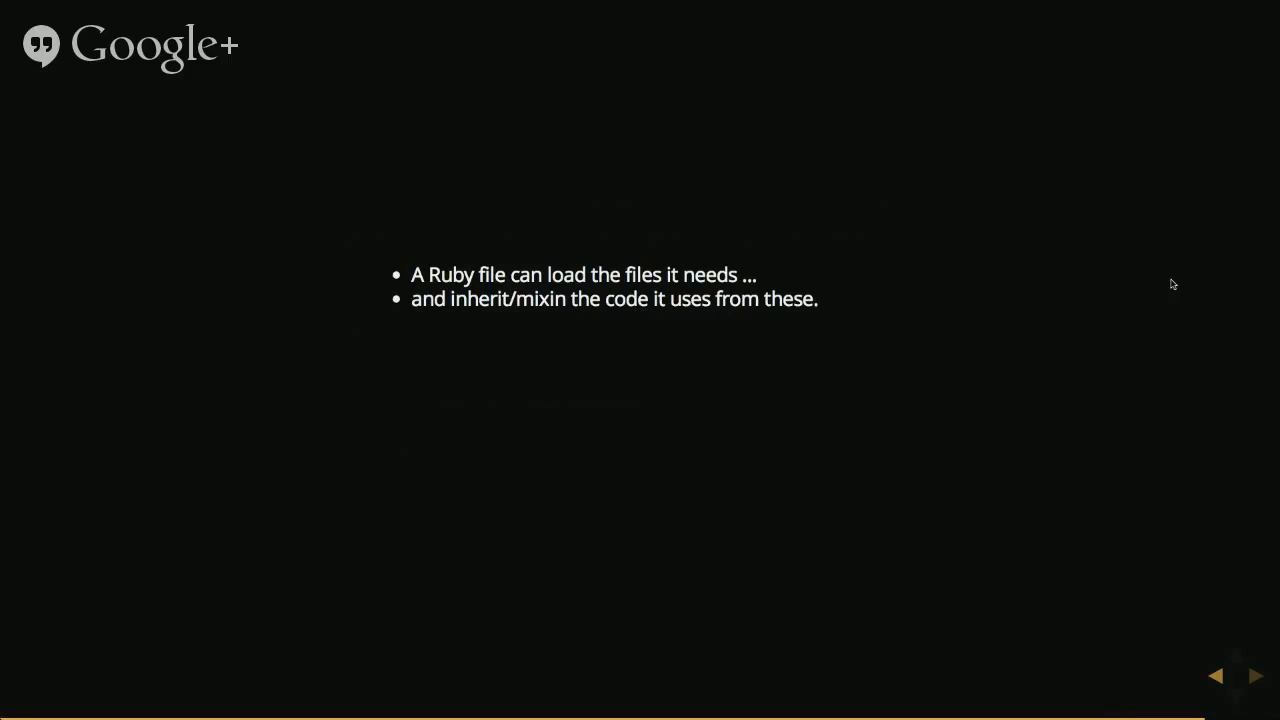 Google+
• A Ruby file can load the files it needs ...
• and inherit/mixin the code it uses from these.